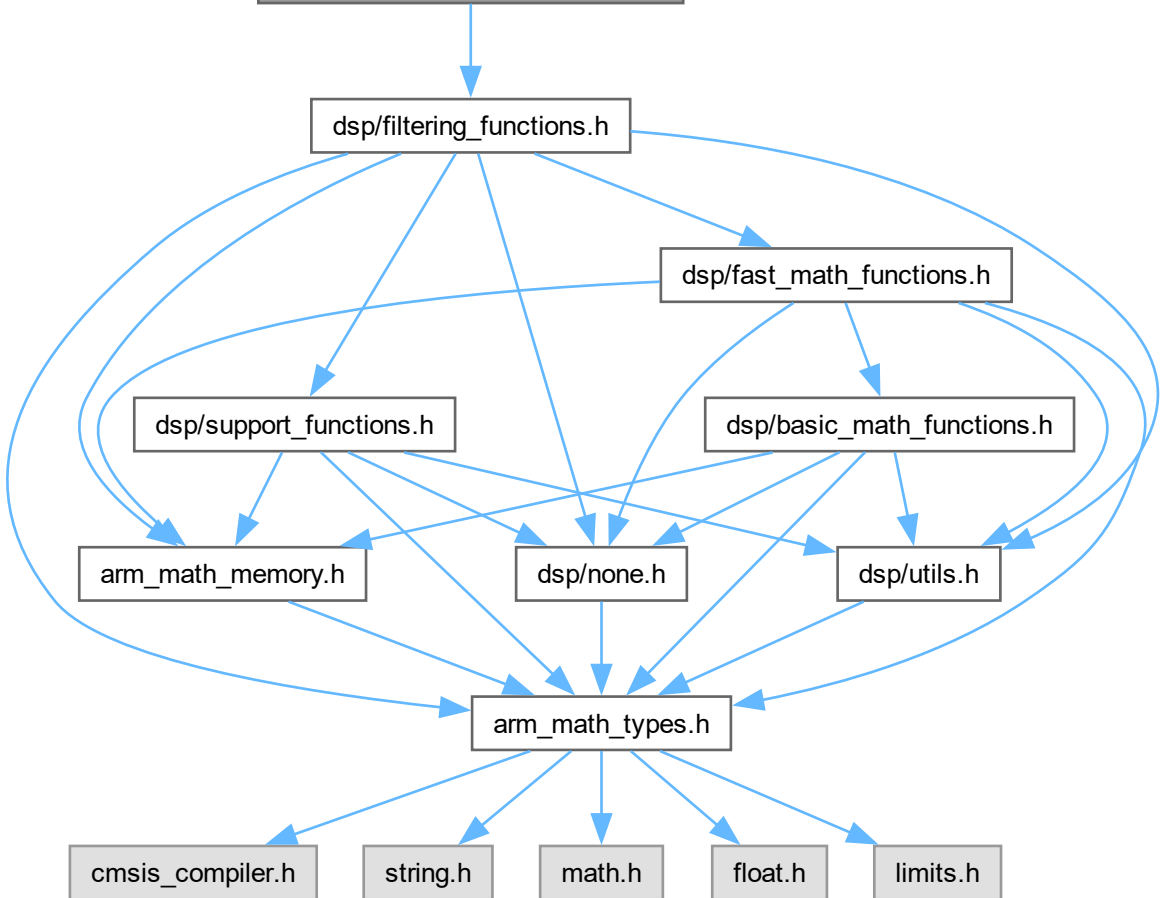 dsp/filtering_functions.h
dsp/fast_math_functions.h
dsp/support_functions.h
dsp/basic_math_functions.h
arm_math_memory.h
dsp/none.h
dsp/utils.h
arm_math_types.h
cmsis_compiler.h
string.h
math.h
float.h
limits.h